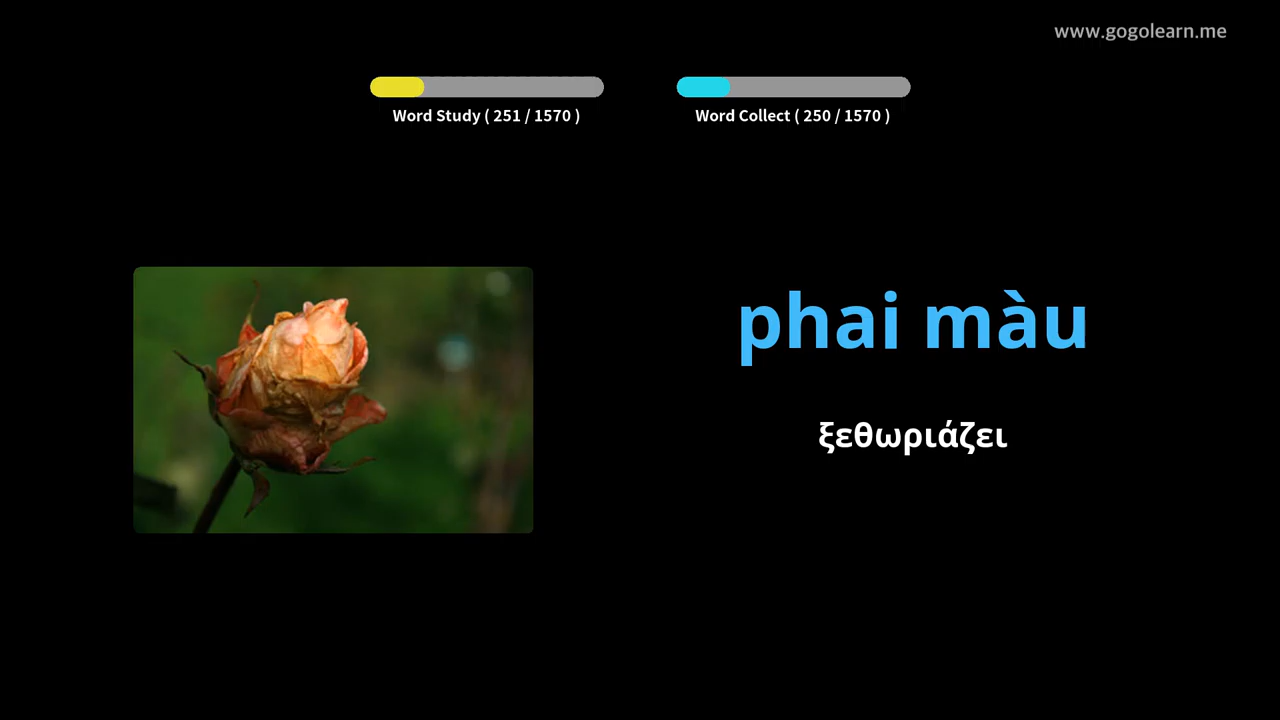 www.gogolearn.me
Word Study ( 251 / 1570 )
Word Collect ( 250 / 1570 )
phai màu
ξεθωριάζει